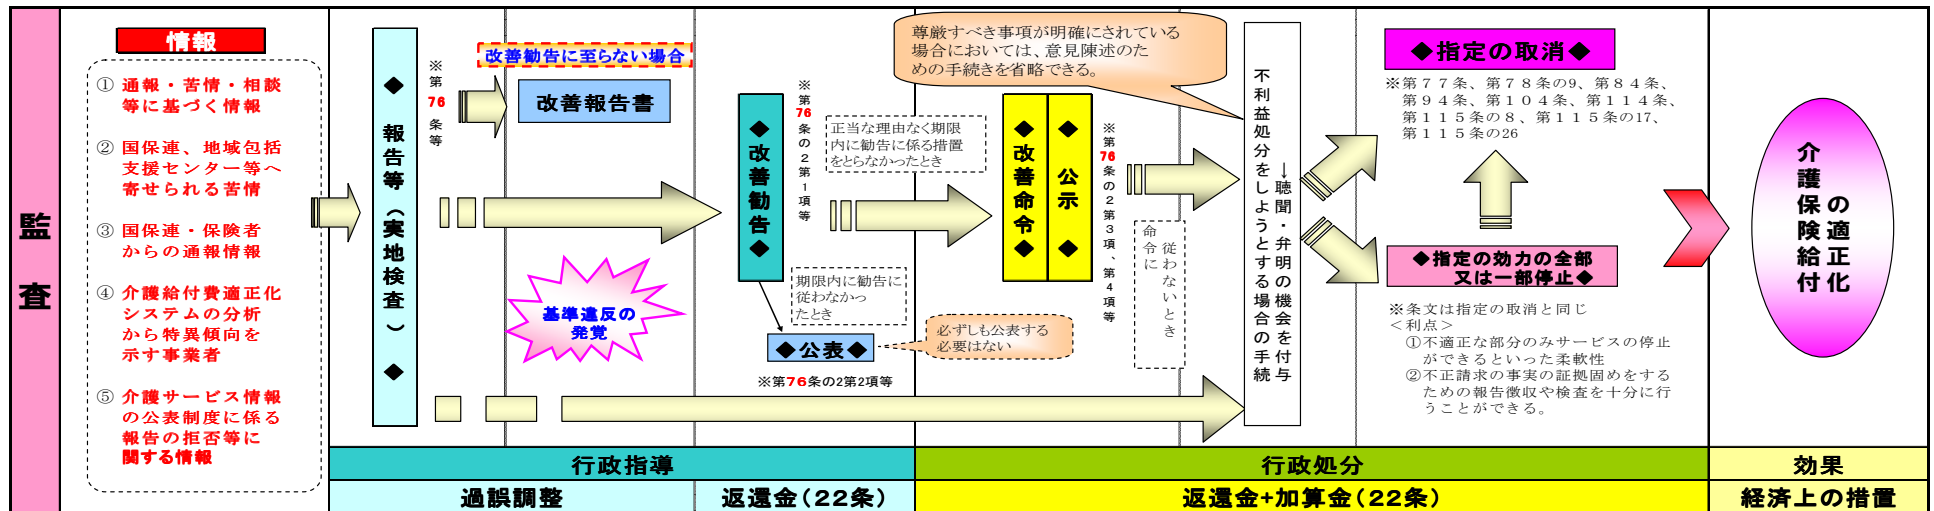 監査
情報
① 通報・苦情・相談
等に基づく情報
② 国保連、地域包括
支援センター等へ
寄せられる苦情
③ 国保連・保険者
からの通報情報
④ 介護給付費適正化
システムの分析
から特異傾向を
示す事業者
⑤ 介護サービス情報
の公表制度に係る
報告の拒否等に
関する情報
◆報告等（実地検査）◆
※第76条等
改善勧告に至らない場合
改善報告書
基準違反の
発覚
◆改善勧告◆
※第76条の2第1項等
正当な理由なく期限
内に勧告に係る措置
をとらなかったとき
期限内に勧告に
従わなかっ
たとき
◆公表◆
※第76条の2第2項等
必ずしも公表する
必要はない
◆改善命令◆
◆公示◆
※第76条の2第3項、第4項等
命令に
従わないとき
尊厳すべき事項が明確にされている
場合においては、意見陳述のた
めの手続きを省略できる。
不利益処分をしようとする場合の手続
→聴聞・弁明の機会を付与
◆指定の取消◆
※第77条、第78条の9、第84条、
第94条、第104条、第114条、
第115条の8、第115条の17、
第115条の26
◆指定の効力の全部
又は一部停止◆
※条文は指定の取消と同じ
＜利点＞
①不適正な部分のみサービスの停止
ができるといった柔軟性
②不正請求の事実の証拠固めをする
ための報告徴収や検査を十分に行
うことができる。
介護保険給付
の適正化
行政指導
行政処分
効果
過誤調整
返還金(22条)
返還金+加算金(22条)
経済上の措置